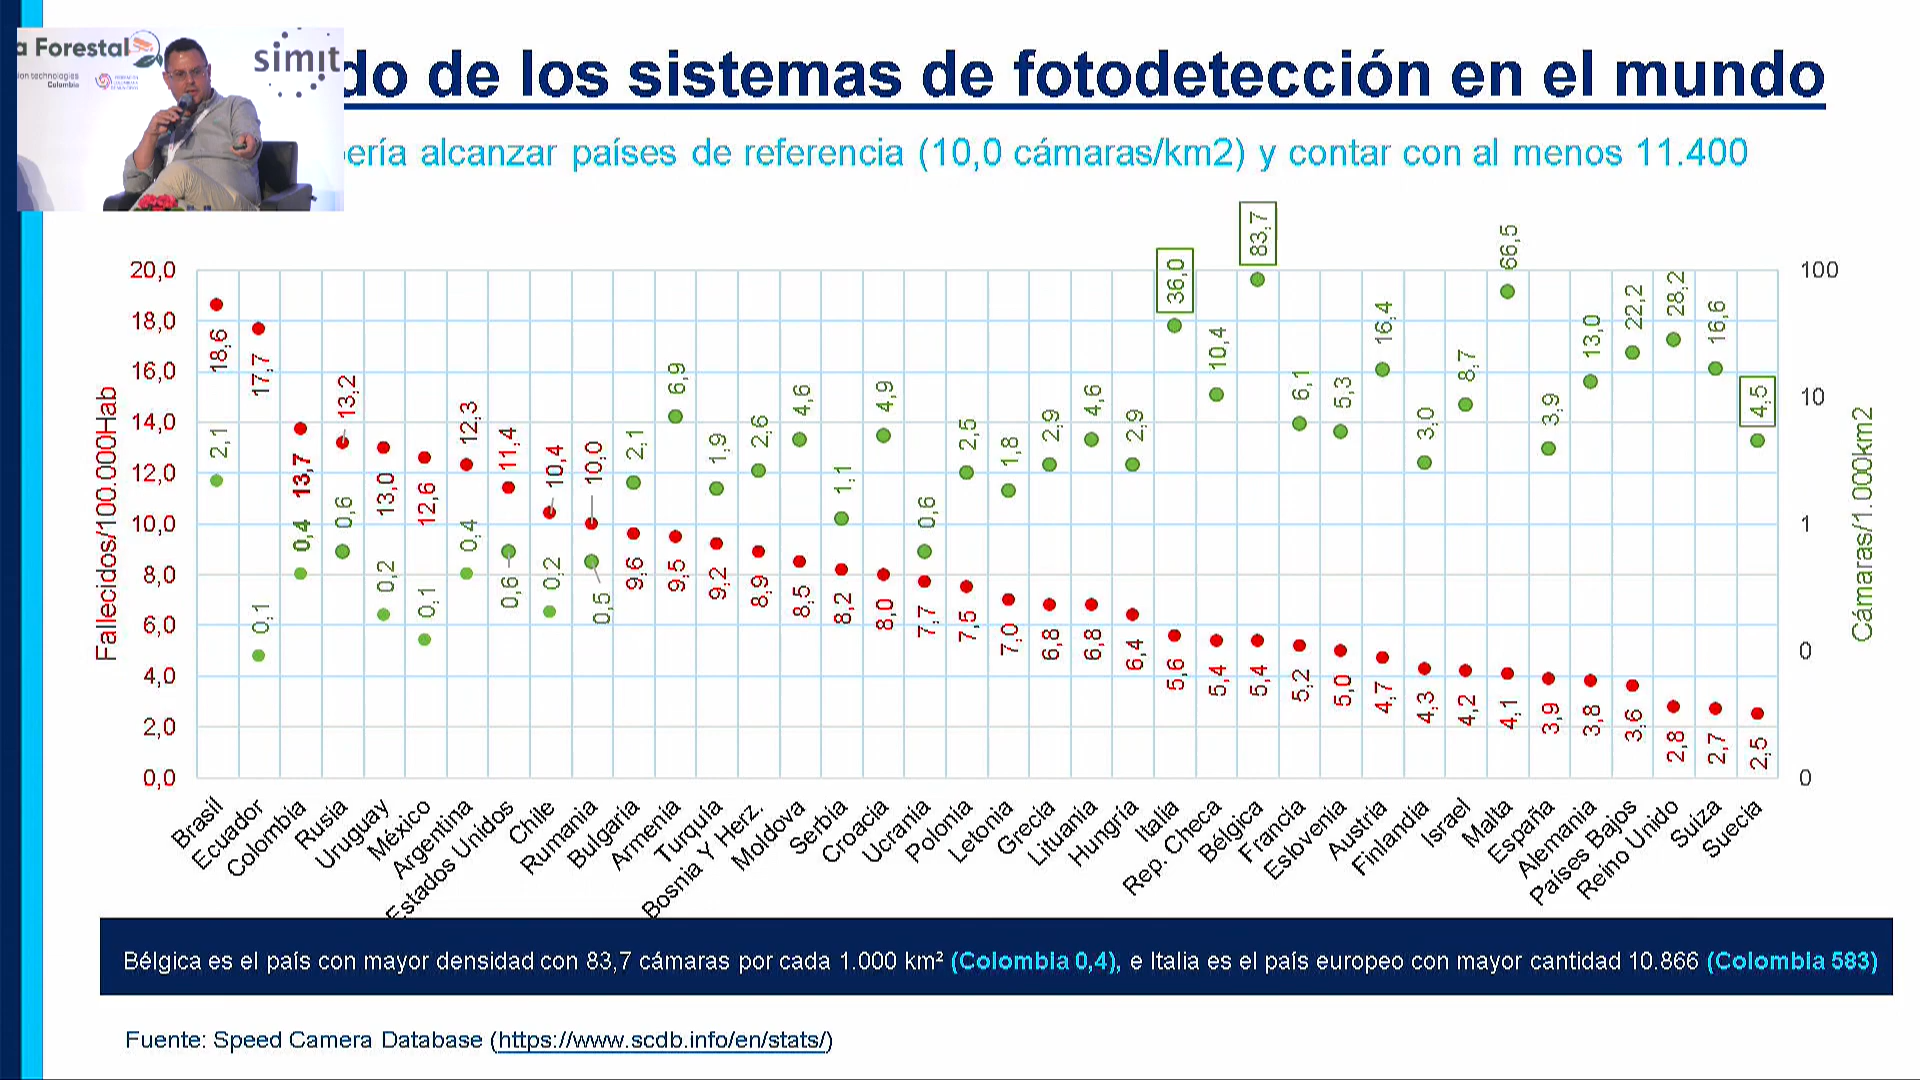 a Forestal
simit
ion technologies
Colombia
do de los sistemas de fotodetección en el mundo
ería alcanzar países de referencia (10,0 cámaras/km2) y contar con al menos 11.400
Fallecidos/100.000Hab
20,0
18,0
16,0
14,0
12,0
10,0
8,0
6,0
4,0
2,0
0,0
18,6
17,7
13,7
13,2
13,0
12,6
12,3
11,4
10,4
10,0
9,6
9,5
9,2
8,9
8,5
8,2
8,0
7,7
7,5
7,0
6,8
6,8
6,4
5,6
5,4
5,4
5,2
5,0
4,7
4,3
4,2
4,1
3,9
3,8
3,6
2,8
2,7
2,5
2,1
0,1
0,4
0,6
0,2
0,1
0,4
0,6
0,2
0,5
2,1
6,9
1,9
2,6
4,6
1,1
4,9
0,6
2,5
1,8
2,9
4,6
2,9
36,0
10,4
83,7
6,1
5,3
16,4
3,0
8,7
66,5
3,9
13,0
22,2
28,2
16,6
4,5
100
10
1
0
0
Cámaras/1.000km2
Brasil
Ecuador
Colombia
Rusia
Uruguay
México
Argentina
Estados Unidos
Chile
Rumania
Bulgaria
Armenía
Turquía
Bosnia Y Herz.
Moldova
Serbia
Croacia
Ucrania
Polonia
Letonia
Grecia
Lituania
Hungría
Italia
Rep. Checa
Bélgica
Francia
Eslovenia
Austria
Finlandia
Israel
Malta
España
Alemania
Países Bajos
Reino Unido
Suiza
Suecia
Bélgica es el país con mayor densidad con 83,7 cámaras por cada 1.000 km² (Colombia 0,4), e Italia es el país europeo con mayor cantidad 10.866 (Colombia 583)
Fuente: Speed Camera Database (https://www.scdb.info/en/stats/)